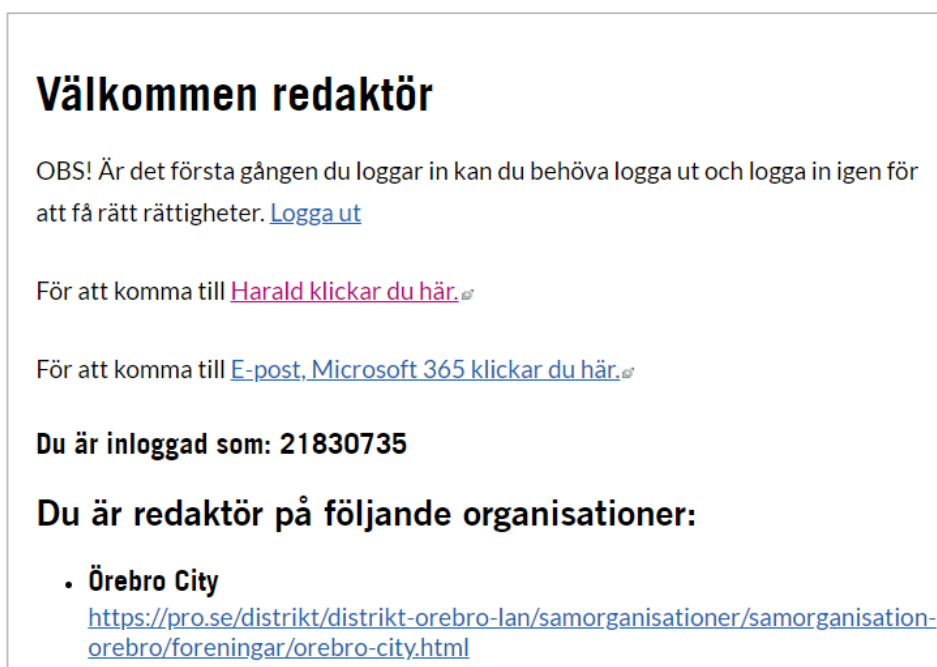 Välkommen redaktör
OBS! Är det första gången du loggar in kan du behöva logga ut och logga in igen för
att få rätt rättigheter. Logga ut
För att komma till Harald klickar du här.
För att komma till E-post, Microsoft 365 klickar du här.
Du är inloggad som: 21830735
Du är redaktör på följande organisationer:
• Örebro City
https://pro.se/distrikt/distrikt-orebro-lan/samorganisationer/samorganisation-
orebro/foreningar/orebro-city.html